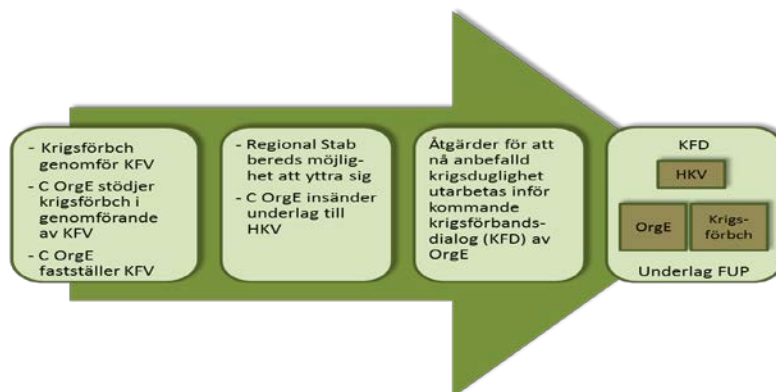 - Krigsförbch
genomför KFV
- C OrgE stödjer
krigsförbch i
genomförande
av KFV
- C OrgE
fastställer KFV
- Regional Stab
bereds möjlig-
het att yttra sig
- C OrgE insänder
underlag till
HKV
Åtgärder för att
nå anbefalld
krigsduglighet
utarbetas inför
kommande
krigsförbands-
dialog (KFD) av
OrgE
KFD
HKV
OrgE
Krigs-
förbch
Underlag FUP